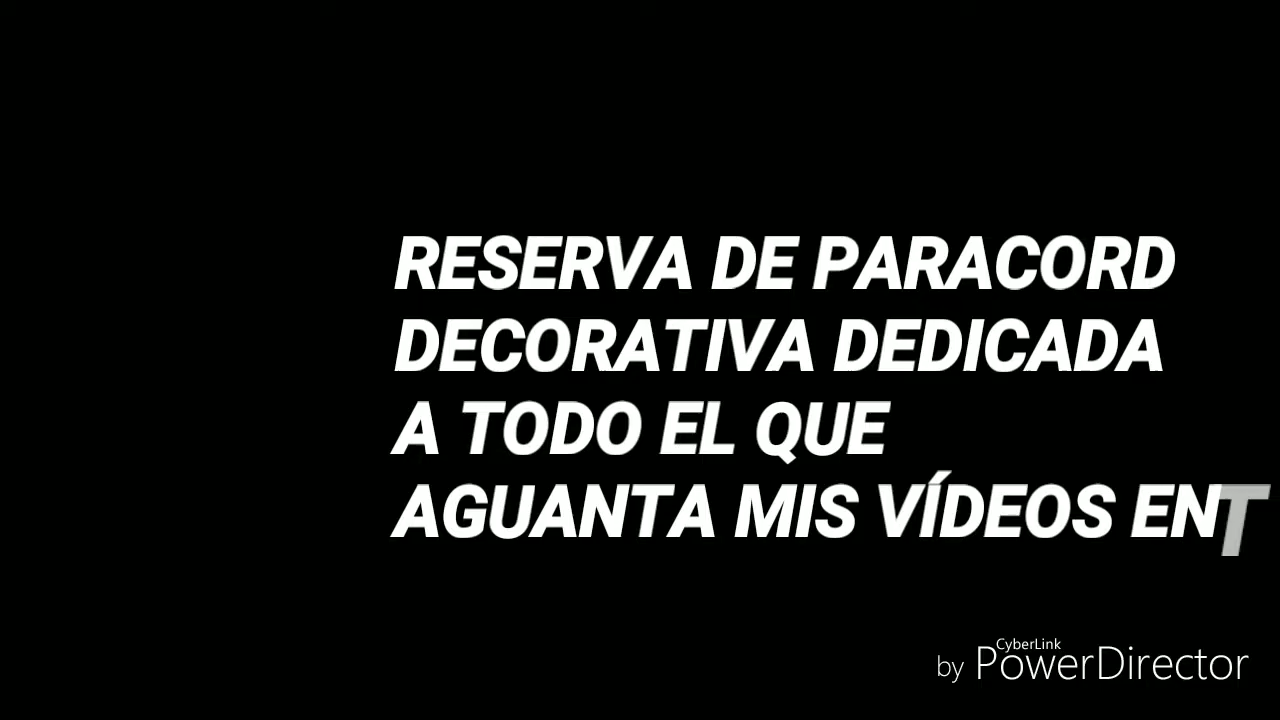 RESERVA DE PARACORD
DECORATIVA DEDICADA
A TODO EL QUE
AGUANTA MIS VÍDEOS ENT
CyberLink
by PowerDirector